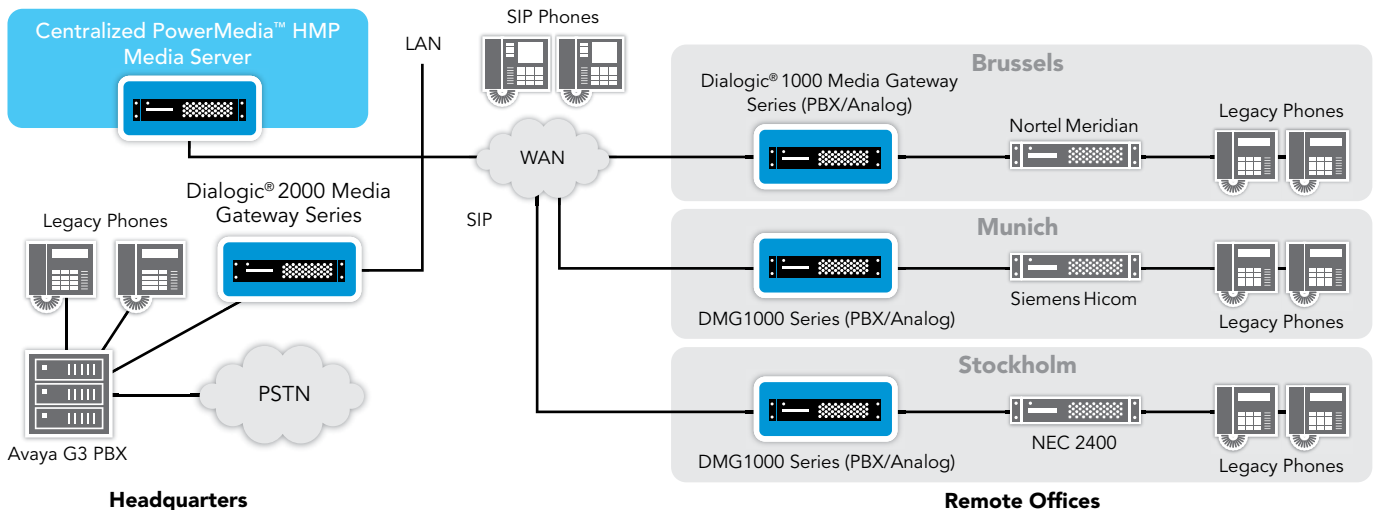 Centralized PowerMedia™ HMP
Media Server
LAN
SIP Phones
WAN
SIP
Dialogic® 2000 Media
Gateway Series
Legacy Phones
Avaya G3 PBX
PSTN
Headquarters
Brussels
Dialogic® 1000 Media Gateway
Series (PBX/Analog)
Nortel Meridian
Legacy Phones
Munich
DMG1000 Series (PBX/Analog)
Siemens Hicom
Legacy Phones
Stockholm
DMG1000 Series (PBX/Analog)
NEC 2400
Legacy Phones
Remote Offices